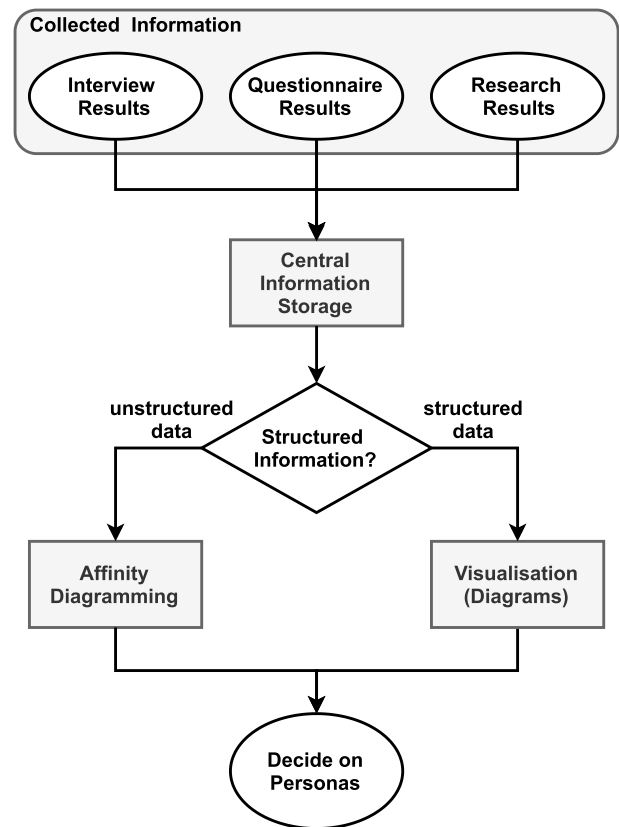 Collected Information
Interview
Results
Questionnaire
Results
Research
Results
Central
Information
Storage
unstructured
data
structured
data
Structured
Information?
Affinity
Diagramming
Visualisation
(Diagrams)
Decide on
Personas